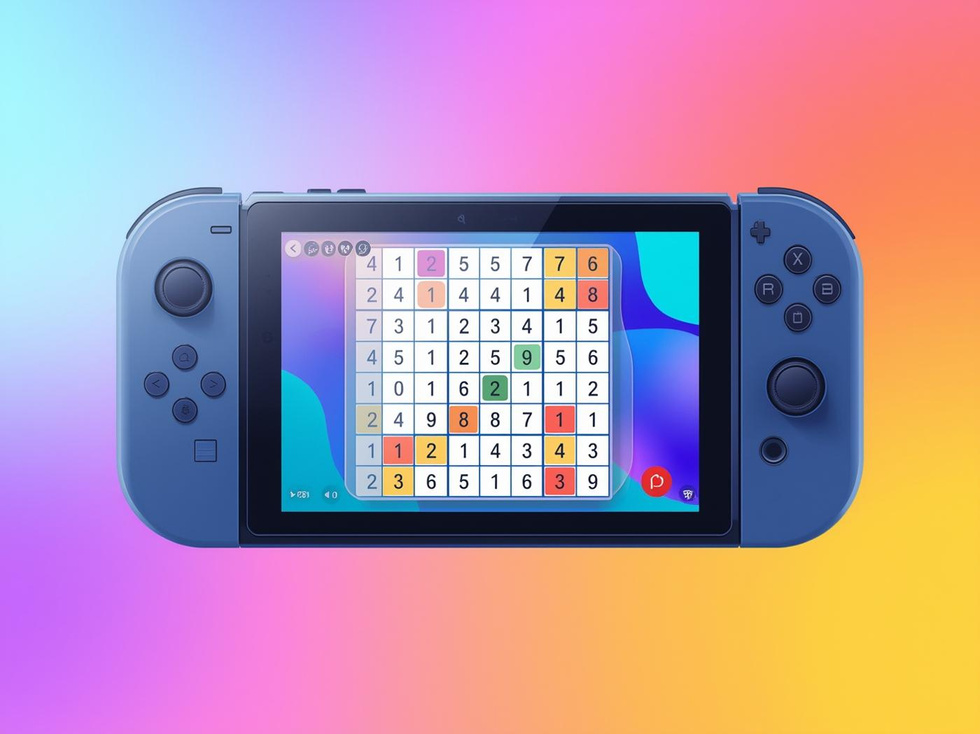 4 1 2 5 5 7 7 6
2 4 1 4 4 1 4 8
7 3 1 2 3 4 1 5
4 5 1 2 5 9 5 6
1 0 1 6 2 1 1 2
2 4 9 8 8 7 1 1
1 1 2 1 4 3 4 3
2 3 6 5 1 6 3 9
0
X
R B